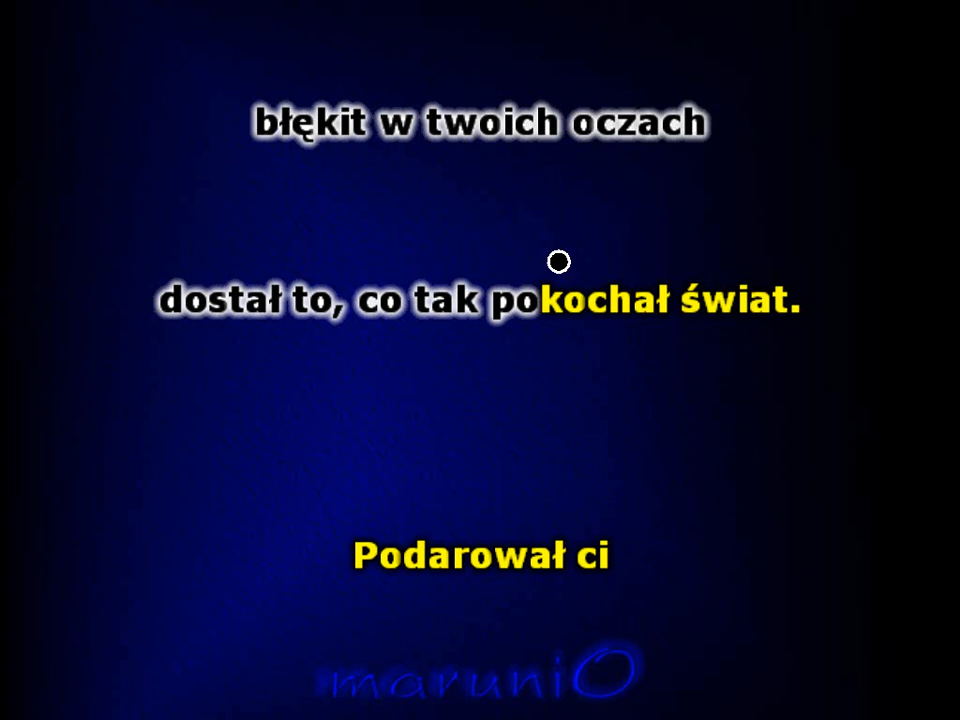 błękit w twoich oczach
dostał to, co tak pokochał świat.
Podarował ci
maruniO